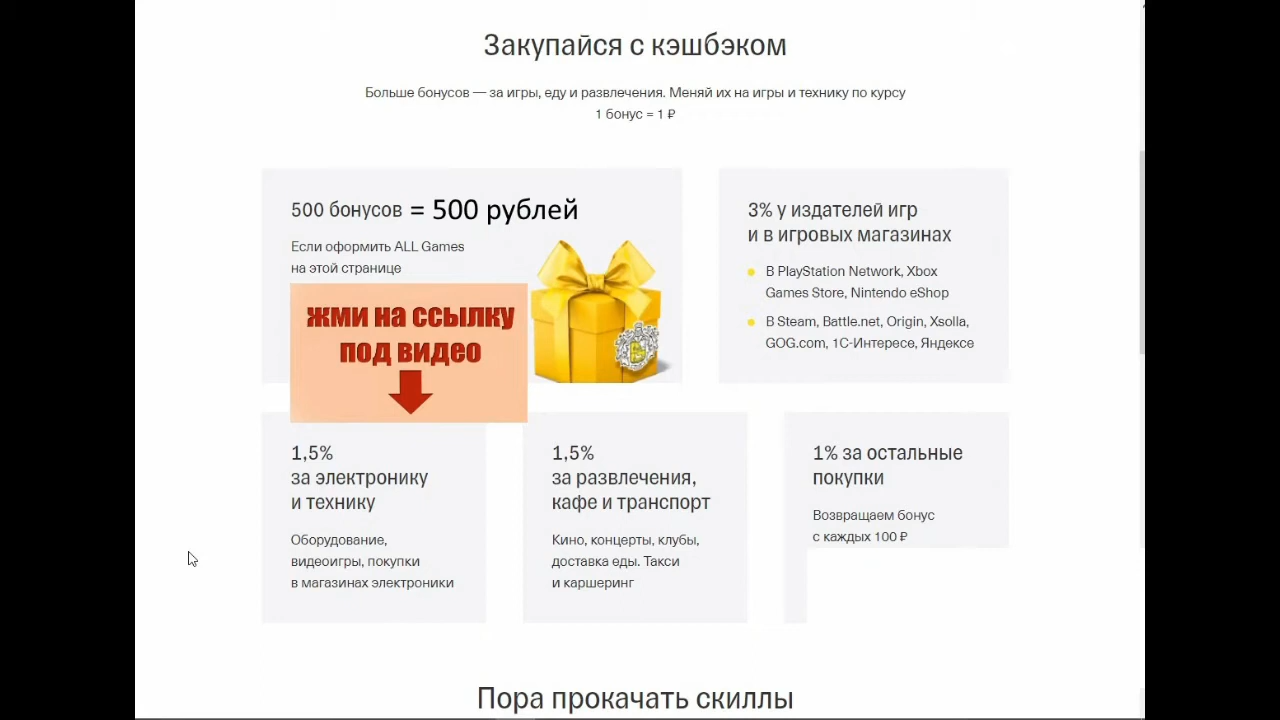 Закупайся с кэшбэком
Больше бонусов — за игры, еду и развлечения. Меняй их на игры и технику по курсу
1 бонус = 1 ₽
500 бонусов = 500 рублей
Если оформить ALL Games
на этой странице
жми на ссылку
под видео
3% у издателей игр
и в игровых магазинах
В PlayStation Network, Xbox
Games Store, Nintendo eShop
В Steam, Battle.net, Origin, Xsolla,
GOG.com, 1С-Интересе, Яндексе
1,5%
за электронику
и технику
Оборудование,
видеоигры, покупки
в магазинах электроники
1,5%
за развлечения,
кафе и транспорт
Кино, концерты, клубы,
доставка еды. Такси
и каршеринг
1% за остальные
покупки
Возвращаем бонус
с каждых 100 ₽
Пора прокачать скиллы